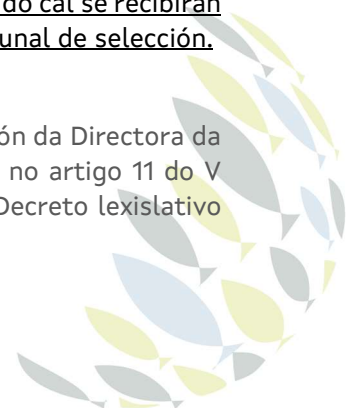 do cal se recibirán
unal de selección.
ón da Directora da
no artigo 11 do V
Decreto lexislativo